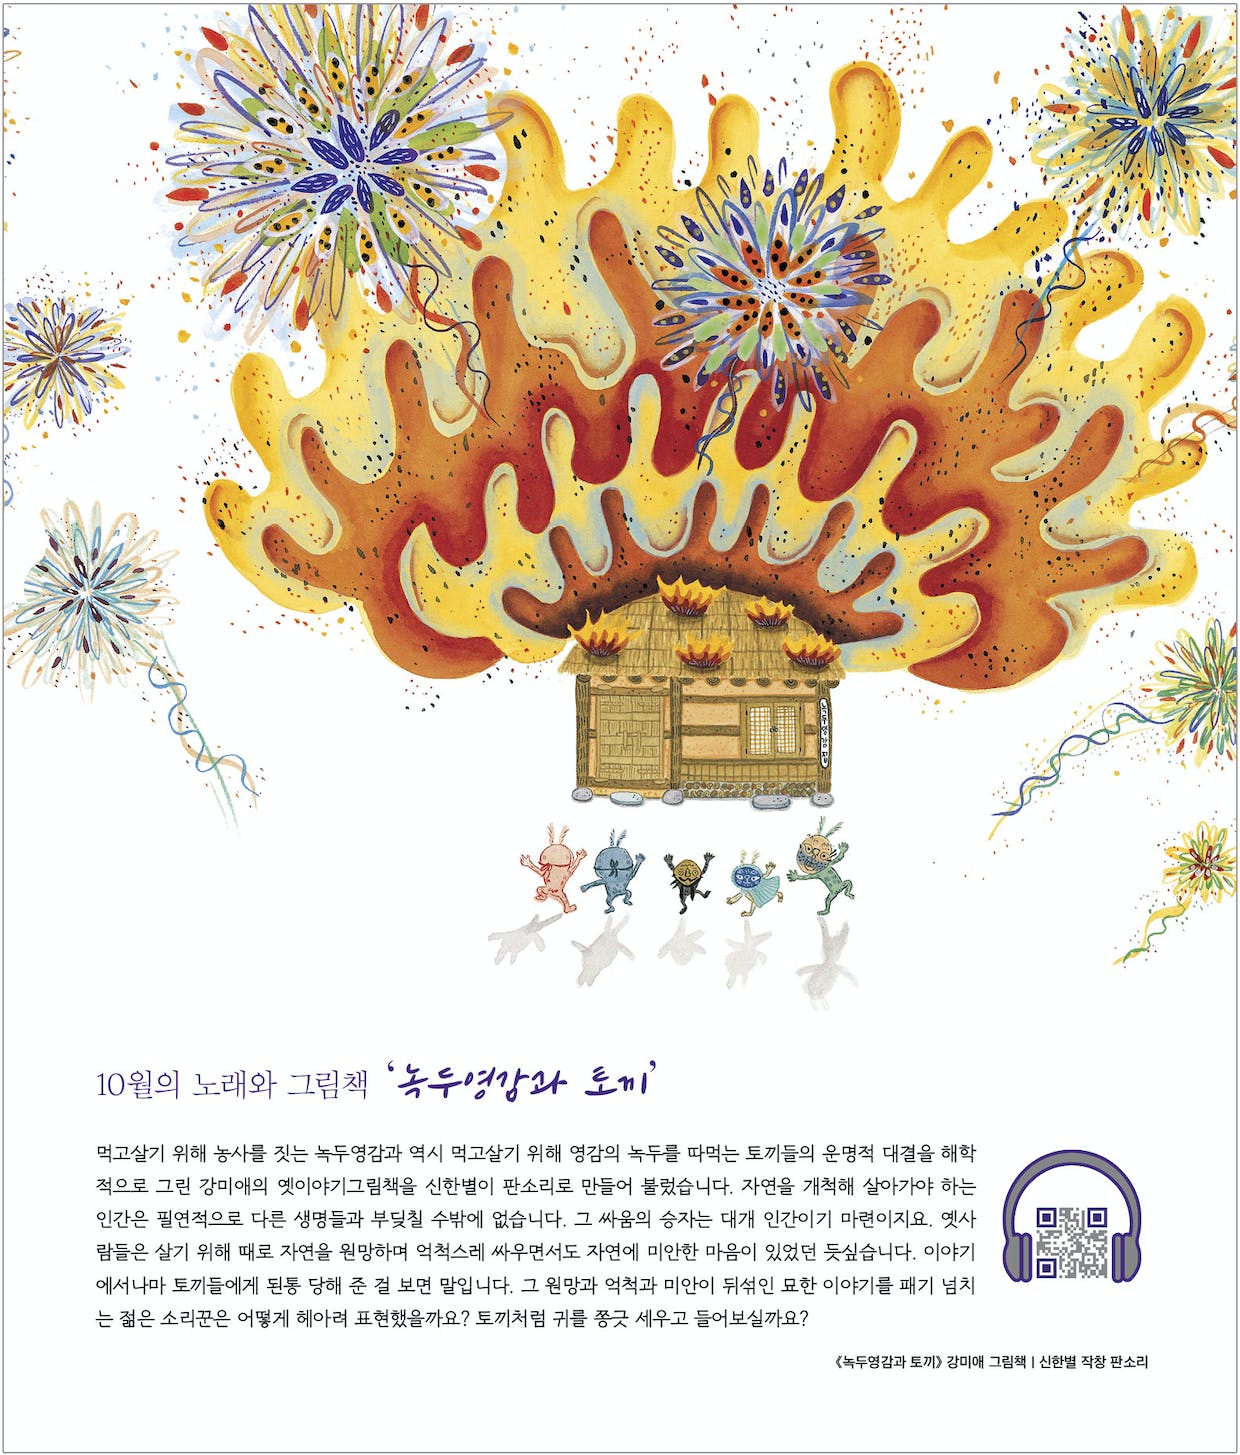 녹두영감집
10월의 노래와 그림책 ‘녹두영감과 토끼’
먹고살기 위해 농사를 짓는 녹두영감과 역시 먹고살기 위해 영감의 녹두를 따먹는 토끼들의 운명적 대결을 해학
적으로 그린 강미애의 옛이야기그림책을 신한별이 판소리로 만들어 불렀습니다. 자연을 개척해 살아가야 하는
인간은 필연적으로 다른 생명들과 부딪칠 수밖에 없습니다. 그 싸움의 승자는 대개 인간이기 마련이지요. 옛사
람들은 살기 위해 때로 자연을 원망하며 억척스레 싸우면서도 자연에 미안한 마음이 있었던 듯싶습니다. 이야기
에서나마 토끼들에게 된통 당해 준 걸 보면 말입니다. 그 원망과 억척과 미안이 뒤섞인 묘한 이야기를 패기 넘치
는 젊은 소리꾼은 어떻게 헤아려 표현했을까요? 토끼처럼 귀를 쫑긋 세우고 들어보실까요?
《녹두영감과 토끼》 강미애 그림책 | 신한별 작창 판소리